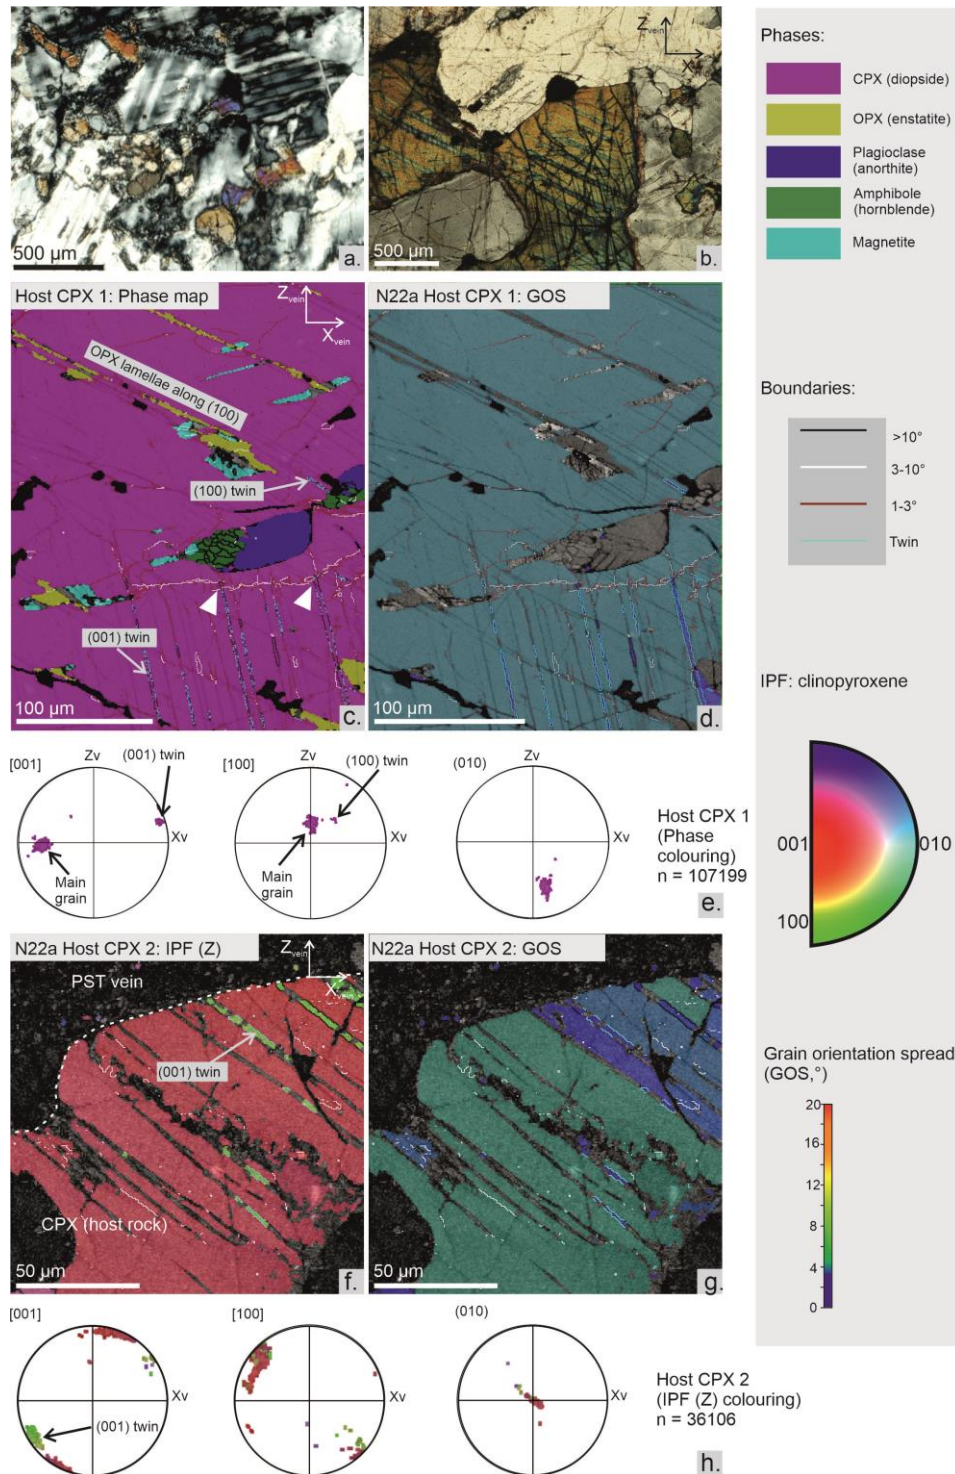 500 µm
a.
Zvein
Xv
500 µm
b.
Phases:
CPX (diopside)
OPX (enstatite)
Plagioclase
(anorthite)
Amphibole
(hornblende)
Magnetite
Host CPX 1: Phase map
Zvein
Xvein
OPX lamellae along (100)
(100) twin
(001) twin
100 µm
c.
N22a Host CPX 1: GOS
100 µm
d.
Boundaries:
>10°
3-10°
1-3°
Twin
[001]
Zv
(001) twin
Xv
Main
grain
[100]
Zv
(100) twin
Xv
Main
grain
(010)
Zv
Xv
Host CPX 1
(Phase
colouring)
n = 107199
e.
IPF: clinopyroxene
001
010
100
N22a Host CPX 2: IPF (Z)
Zvein
Xvein
PST vein
(001) twin
CPX (host rock)
50 µm
f.
N22a Host CPX 2: GOS
50 µm
g.
Grain orientation spread
(GOS,°)
20
16
12
8
4
0
[001]
Xv
(001) twin
[100]
Xv
(010)
Xv
Host CPX 2
(IPF (Z) colouring)
n = 36106
h.